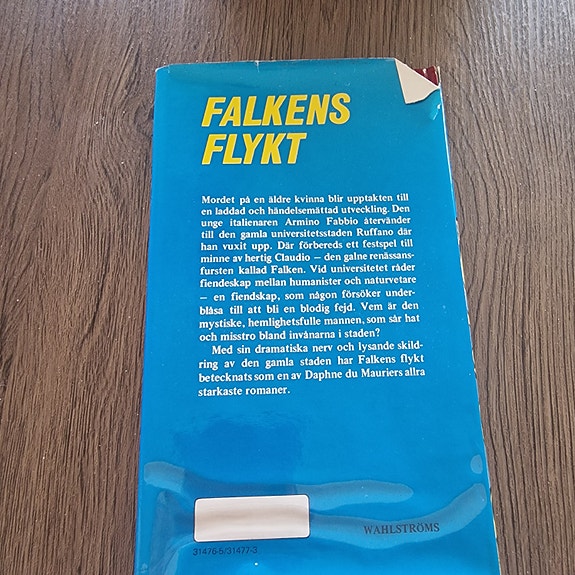 FALKENS
FLYKT
Mordet på en äldre kvinna blir upptakten till
en laddad och händelsemättad utveckling. Den
unge italienaren Armino Fabbio återvänder
till den gamla universitetsstaden Ruffano där
han vuxit upp. Där förbereds ett festspel till
minne av hertig Claudio – den galne renässans-
fursten kallad Falken. Vid universitetet råder
fiendeskap mellan humanister och naturvetare
– en fiendskap, som någon försöker under-
blåsa till att bli en blodig fejd. Vem är den
mystiske, hemlighetsfulle mannen, som sår hat
och misstro bland invånarna i staden?
Med sin dramatiska nerv och lysande skild-
ring av den gamla staden har Falkens flykt
betecknats som en av Daphne du Mauriers allra
starkaste romaner.
WAHLSTRÖMS
31476-5/31477-3